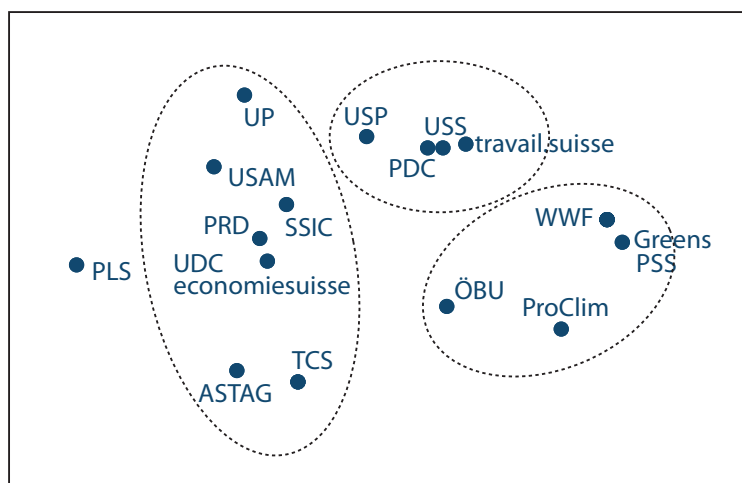 UP
USP
USS
travail.suisse
PDC
USAM
WWF
PRD
SSIC
Greens
PSS
PLS
UDC
economiesuisse
ÖBU
ProClim
TCS
ASTAG